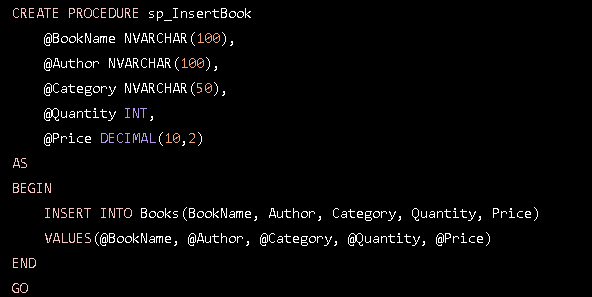 CREATE PROCEDURE sp_InsertBook
    @BookName NVARCHAR(100),
    @Author NVARCHAR(100),
    @Category NVARCHAR(50),
    @Quantity INT,
    @Price DECIMAL(10,2)
AS
BEGIN
    INSERT INTO Books(BookName, Author, Category, Quantity, Price)
    VALUES(@BookName, @Author, @Category, @Quantity, @Price)
END
GO